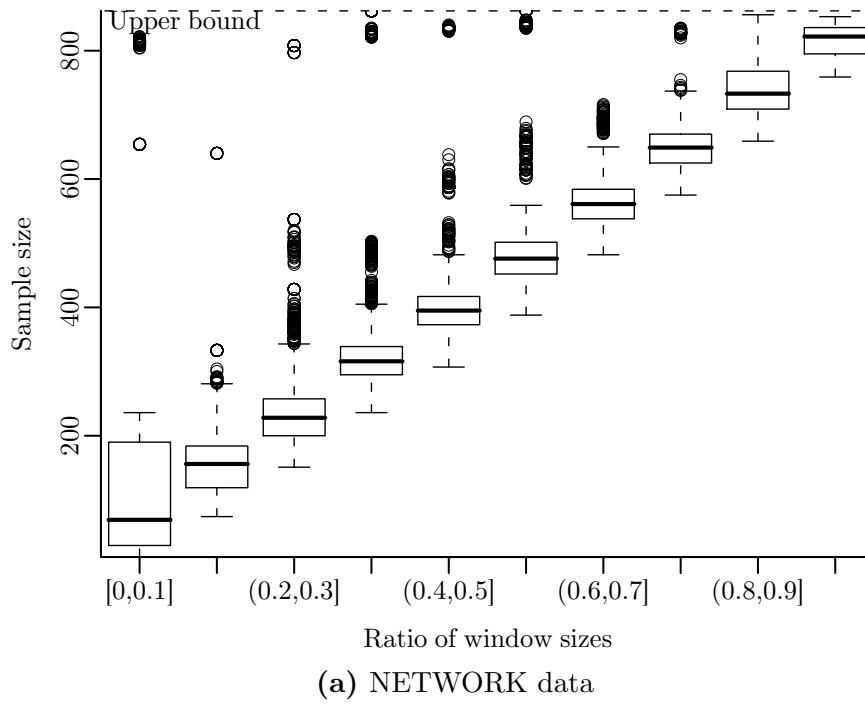 Upper bound
800
600
400
200
Sample size
[0,0.1] (0.2,0.3] (0.4,0.5] (0.6,0.7] (0.8,0.9]
Ratio of window sizes
(a) NETWORK data